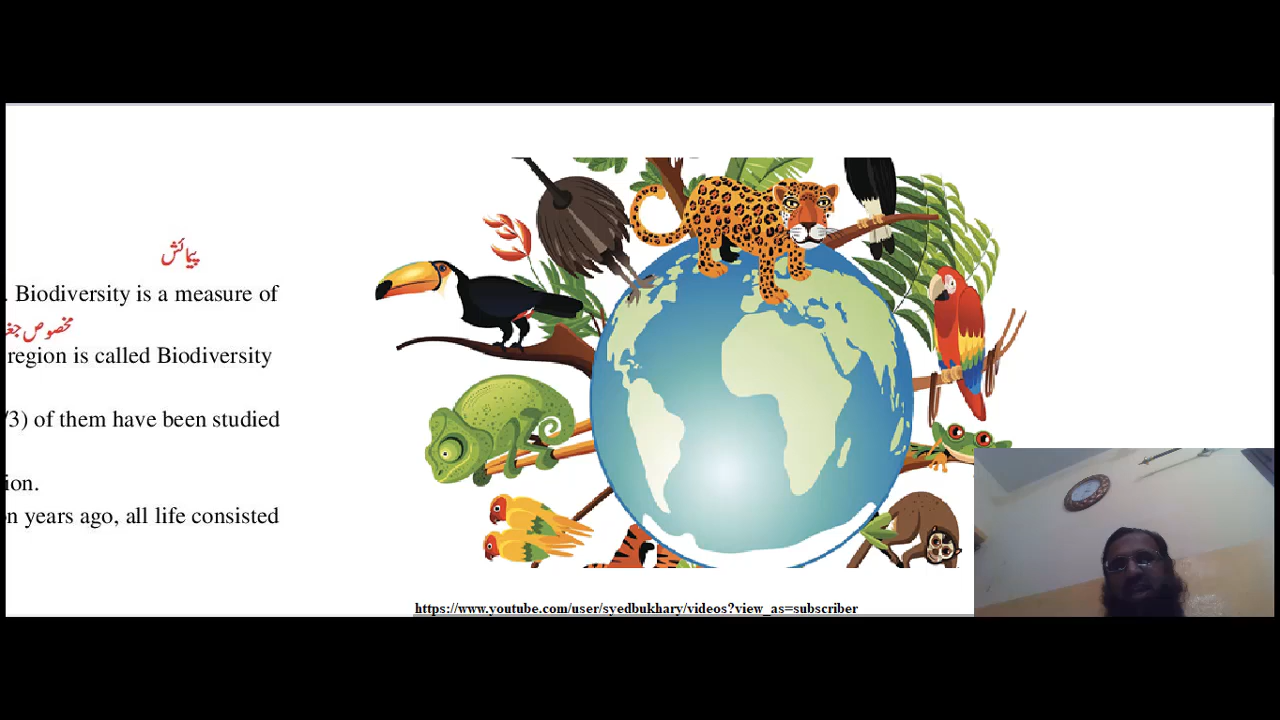 پیمائش
. Biodiversity is a measure of
مخصوص جغ
region is called Biodiversity
/3) of them have been studied
ion.
n years ago, all life consisted
https://www.youtube.com/user/syedbukhary/videos?view_as=subscriber